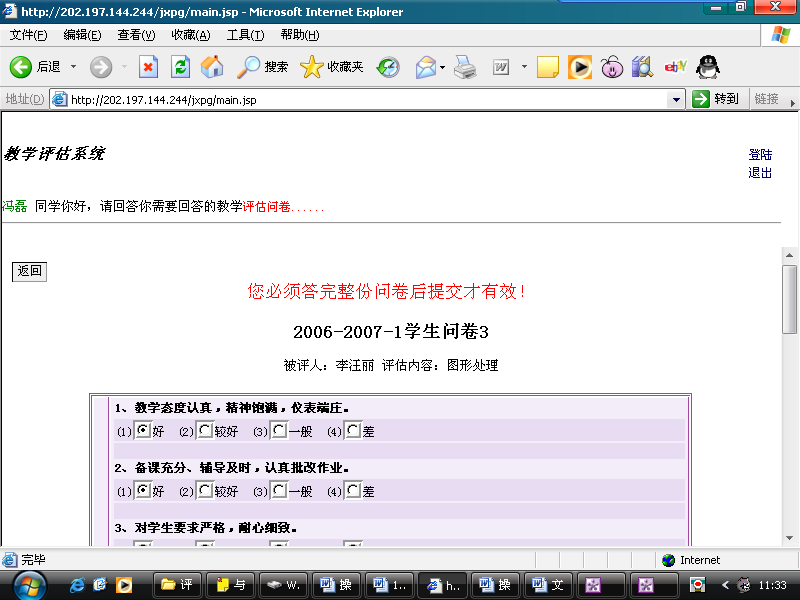 http://202.197.144.244/jxpg/main.jsp - Microsoft Internet Explorer
文件(F) 编辑(E) 查看(V) 收藏(A) 工具(T) 帮助(H)
后退 搜索 收藏夹 W ebY
地址(D) http://202.197.144.244/jxpg/main.jsp 转到 链接
教学评估系统
登陆
退出
冯磊 同学你好，请回答你需要回答的教学评估问卷......
返回
您必须答完整份问卷后提交才有效！
2006-2007-1学生问卷3
被评人：李汪丽 评估内容：图形处理
1、教学态度认真，精神饱满，仪表端庄。
(1) 好 (2) 较好 (3) 一般 (4) 差
2、备课充分、辅导及时，认真批改作业。
(1) 好 (2) 较好 (3) 一般 (4) 差
3、对学生要求严格，耐心细致。
完毕 Internet
评 与 W. 操 1.. h.. 操 文 11:33